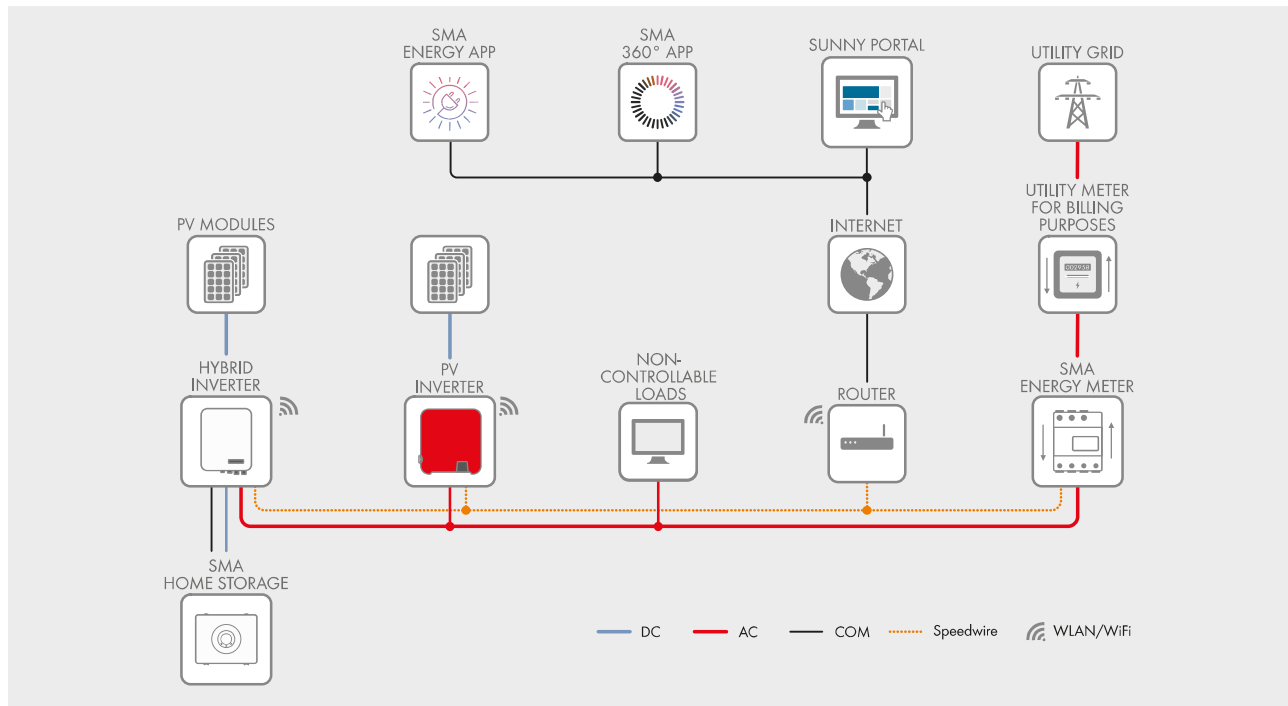 SMA
ENERGY APP
SMA
360° APP
SUNNY PORTAL
UTILITY GRID
UTILITY METER
FOR BILLING
PURPOSES
PV MODULES
INTERNET
002938
HYBRID
INVERTER
PV
INVERTER
NON-
CONTROLLABLE
LOADS
ROUTER
SMA
ENERGY METER
SMA
HOME STORAGE
DC
AC
COM
Speedwire
WLAN/WiFi